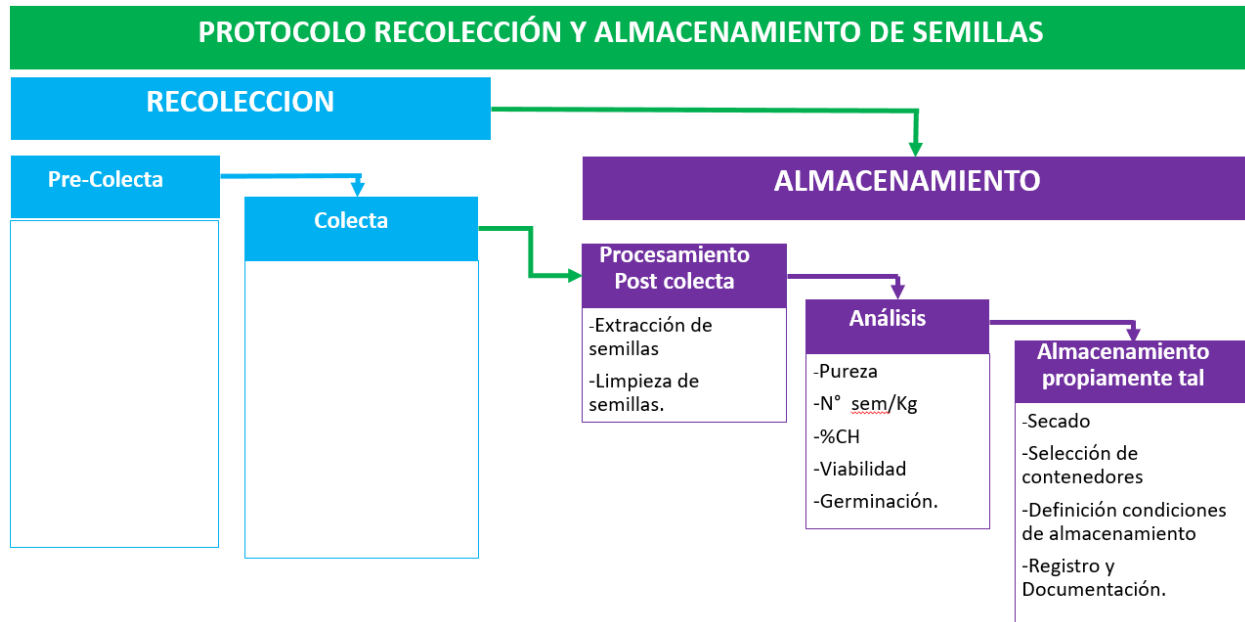 PROTOCOLO RECOLECCIÓN Y ALMACENAMIENTO DE SEMILLAS
RECOLECCION
Pre-Colecta
Colecta
ALMACENAMIENTO
Procesamiento
Post colecta
-Extracción de
semillas
-Limpieza de
semillas.
Análisis
-Pureza
-N° sem/Kg
-%CH
-Viabilidad
-Germinación.
Almacenamiento
propiamente tal
-Secado
-Selección de
contenedores
-Definición condiciones
de almacenamiento
-Registro y
Documentación.